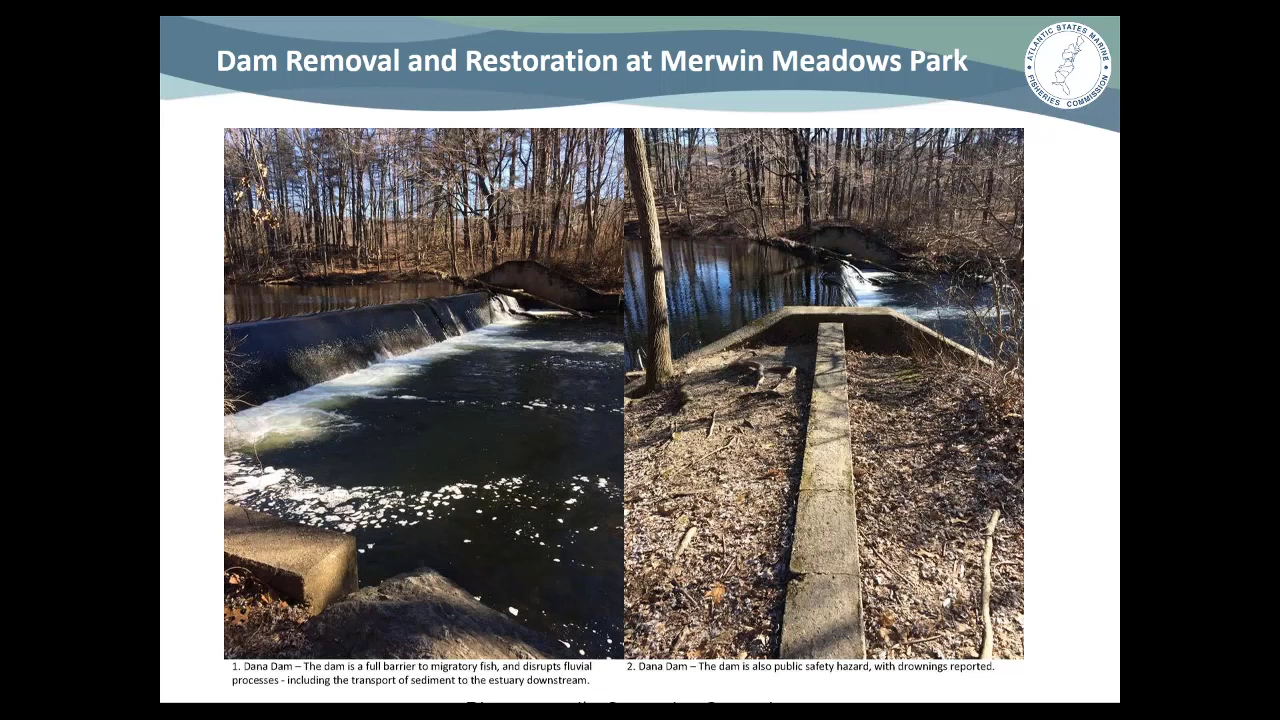 Dam Removal and Restoration at Merwin Meadows Park
ATLANTIC STATES MARINE
FISHERIES COMMISSION
1. Dana Dam – The dam is a full barrier to migratory fish, and disrupts fluvial
processes - including the transport of sediment to the estuary downstream.
2. Dana Dam – The dam is also public safety hazard, with drownings reported.